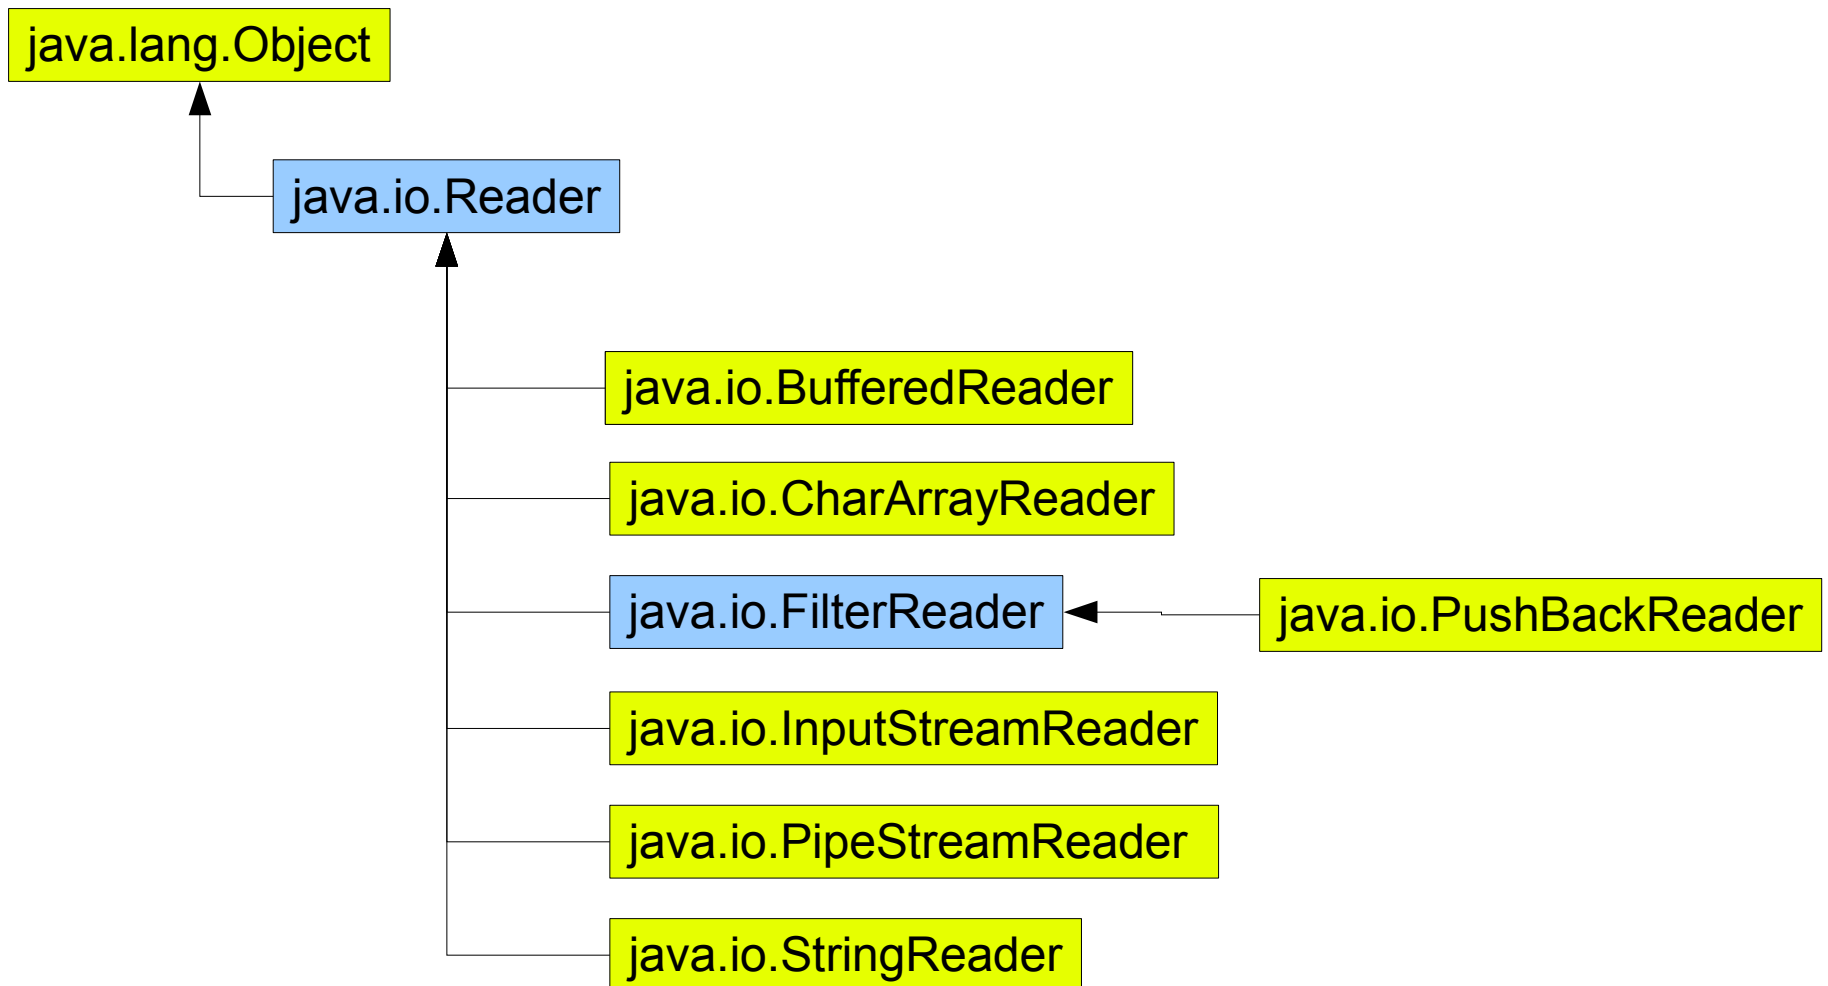 java.lang.Object
java.io.Reader
java.io.BufferedReader
java.io.CharArrayReader
java.io.FilterReader
java.io.PushBackReader
java.io.InputStreamReader
java.io.PipeStreamReader
java.io.StringReader